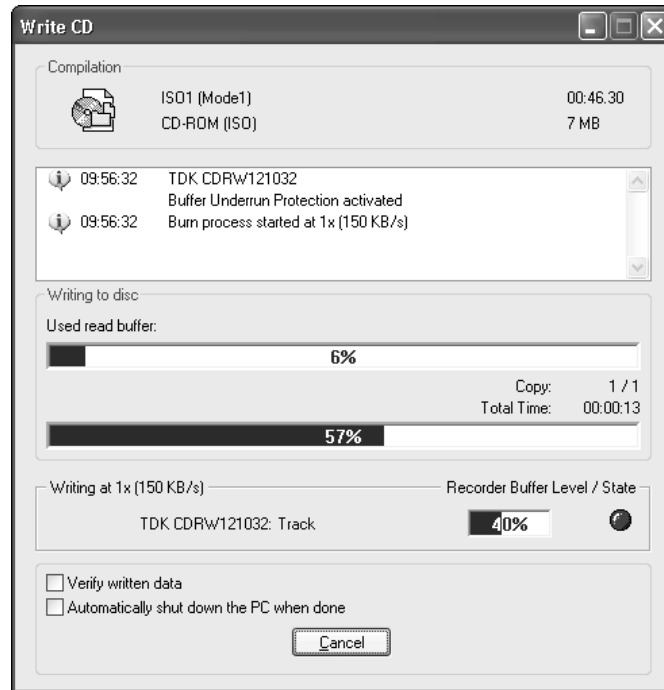 Write CD
Compilation
ISO1 (Mode1) 00:46.30
CD-ROM (ISO) 7 MB
09:56:32 TDK CDRW121032
Buffer Underrun Protection activated
09:56:32 Burn process started at 1x (150 KB/s)
Writing to disc
Used read buffer:
6%
Copy: 1 / 1
Total Time: 00:00:13
57%
Writing at 1x (150 KB/s) Recorder Buffer Level / State
TDK CDRW121032: Track 40%
Verify written data
Automatically shut down the PC when done
Cancel